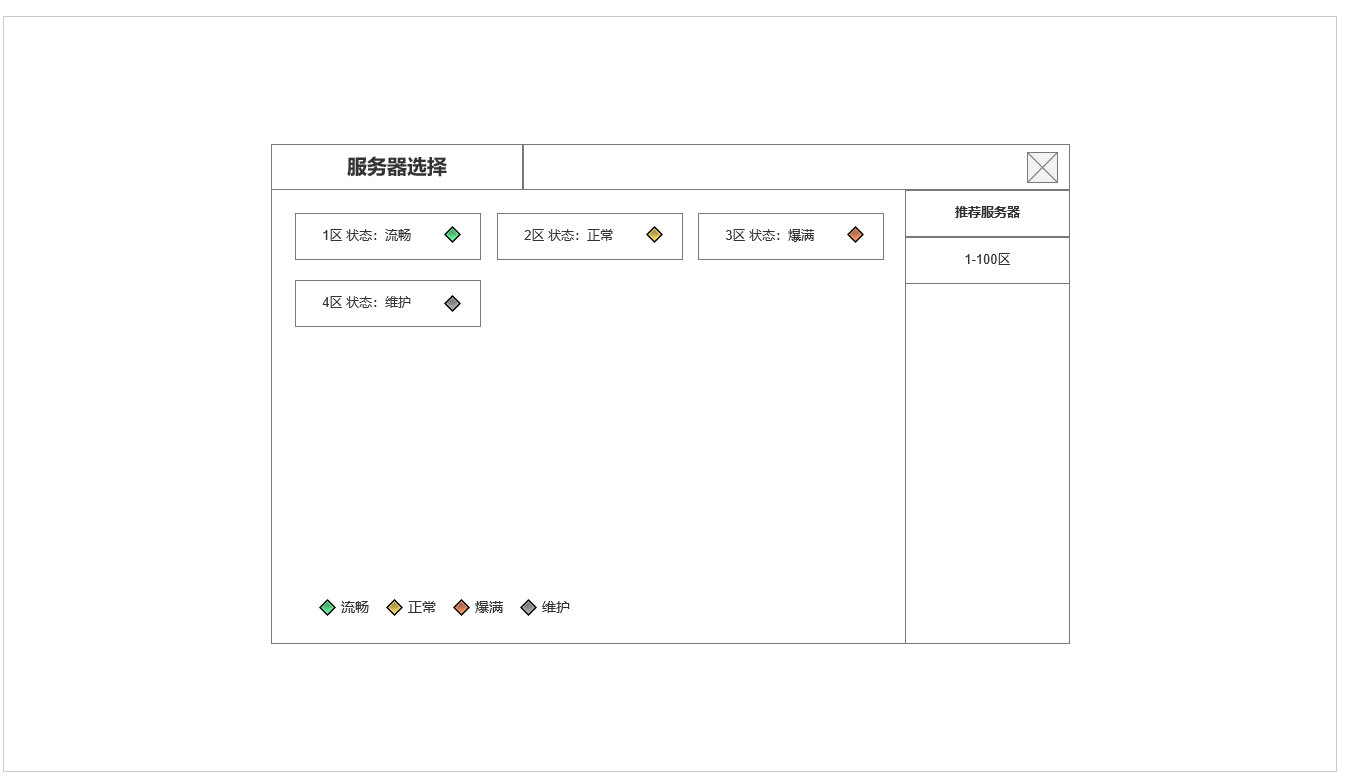 服务器选择
推荐服务器
1区 状态：流畅
2区 状态：正常
3区 状态：爆满
1-100区
4区 状态：维护
流畅
正常
爆满
维护